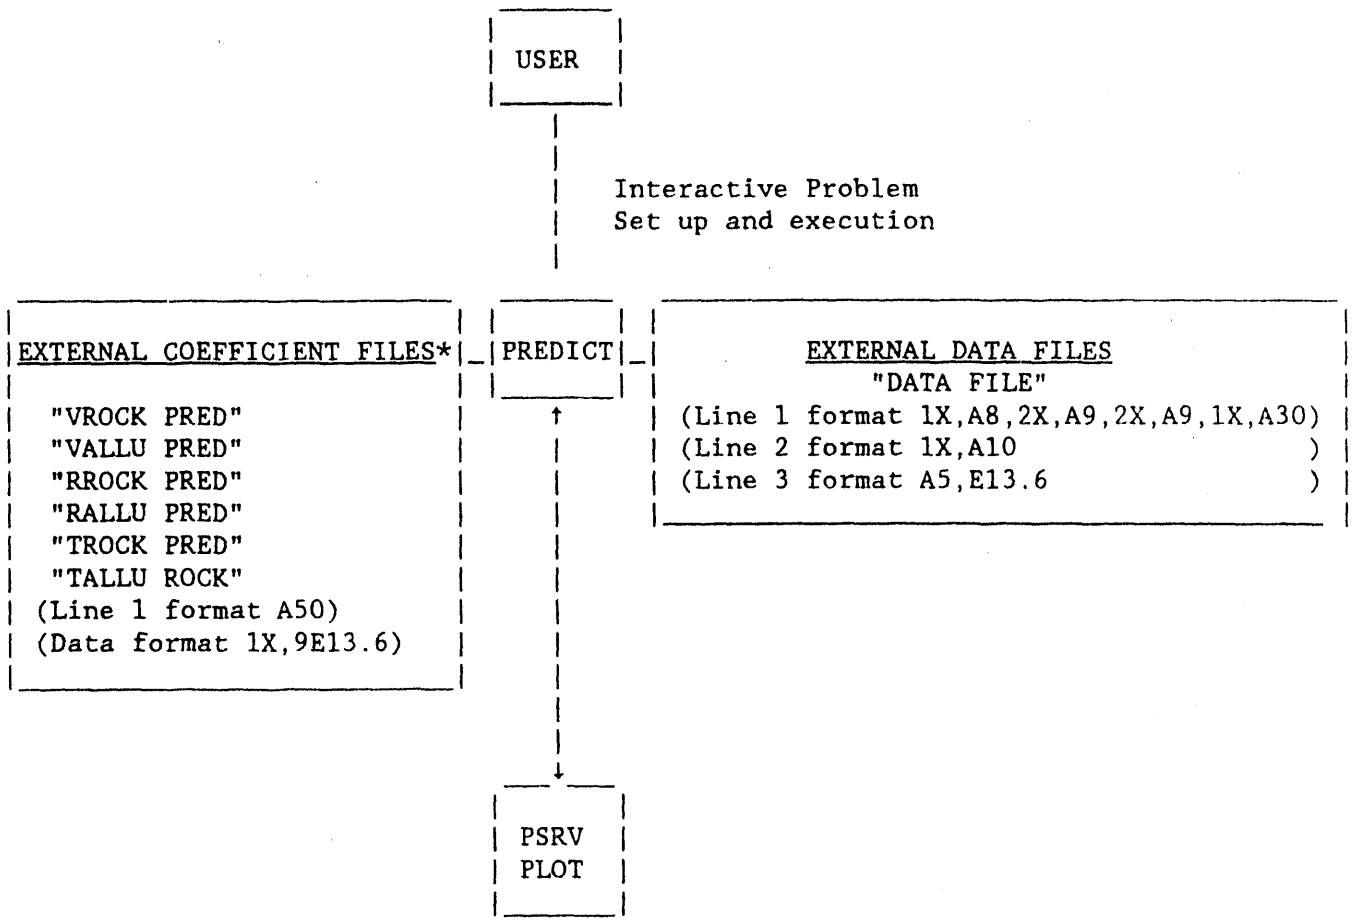 USER
Interactive Problem
Set up and execution
EXTERNAL COEFFICIENT FILES*
"VROCK PRED"
"VALLU PRED"
"RROCK PRED"
"RALLU PRED"
"TROCK PRED"
"TALLU ROCK"
(Line 1 format A50)
(Data format 1X,9E13.6)
PREDICT
EXTERNAL DATA FILES
"DATA FILE"
(Line 1 format 1X,A8,2X,A9,2X,A9,1X,A30)
(Line 2 format 1X,A10 )
(Line 3 format A5,E13.6 )
PSRV
PLOT